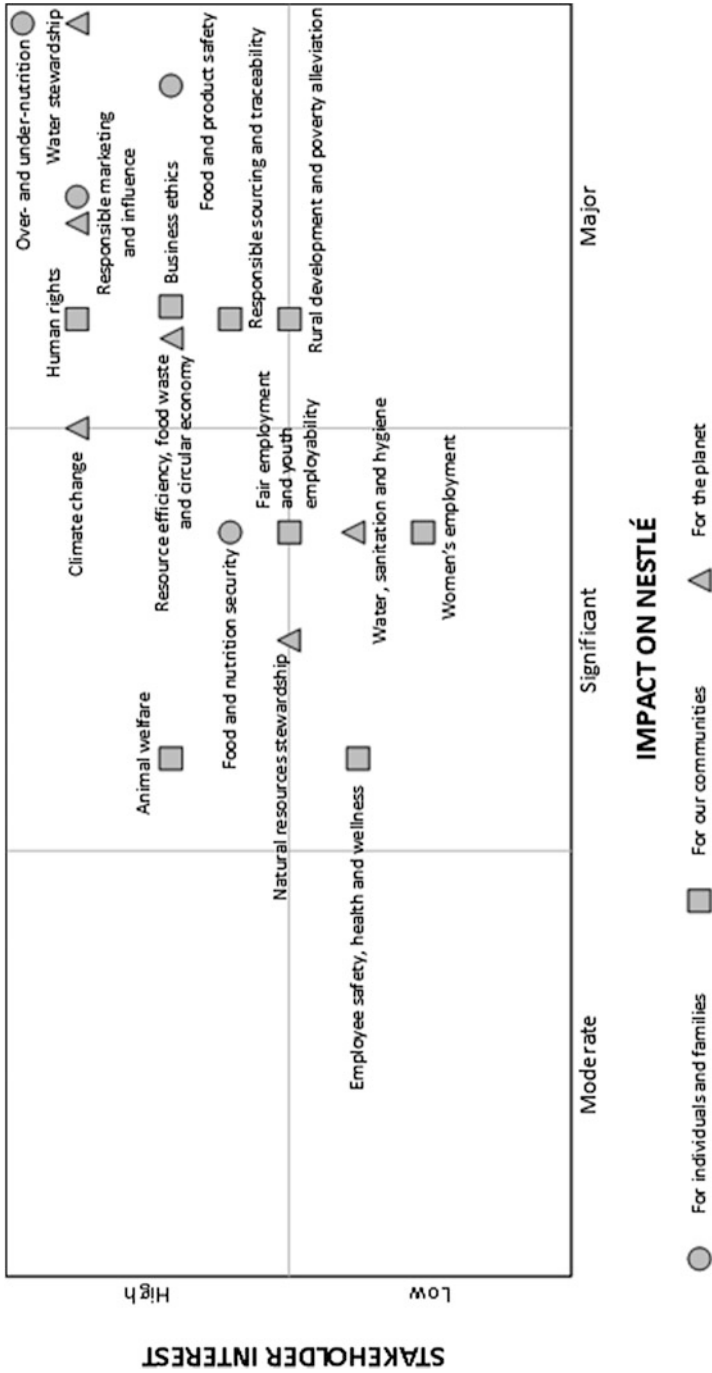 STAKEHOLDER INTEREST
High
Low
Over- and under-nutrition
Water stewardship
Responsible marketing
and influence
Human rights
Climate change
Food and product safety
Business ethics
Resource efficiency, food waste
and circular economy
Animal welfare
Responsible sourcing and traceability
Food and nutrition security
Rural development and poverty alleviation
Fair employment
and youth
employability
Natural resources stewardship
Water, sanitation and hygiene
Employee safety, health and wellness
Women's employment
Moderate
Significant
Major
IMPACT ON NESTLÉ
For individuals and families
For our communities
For the planet